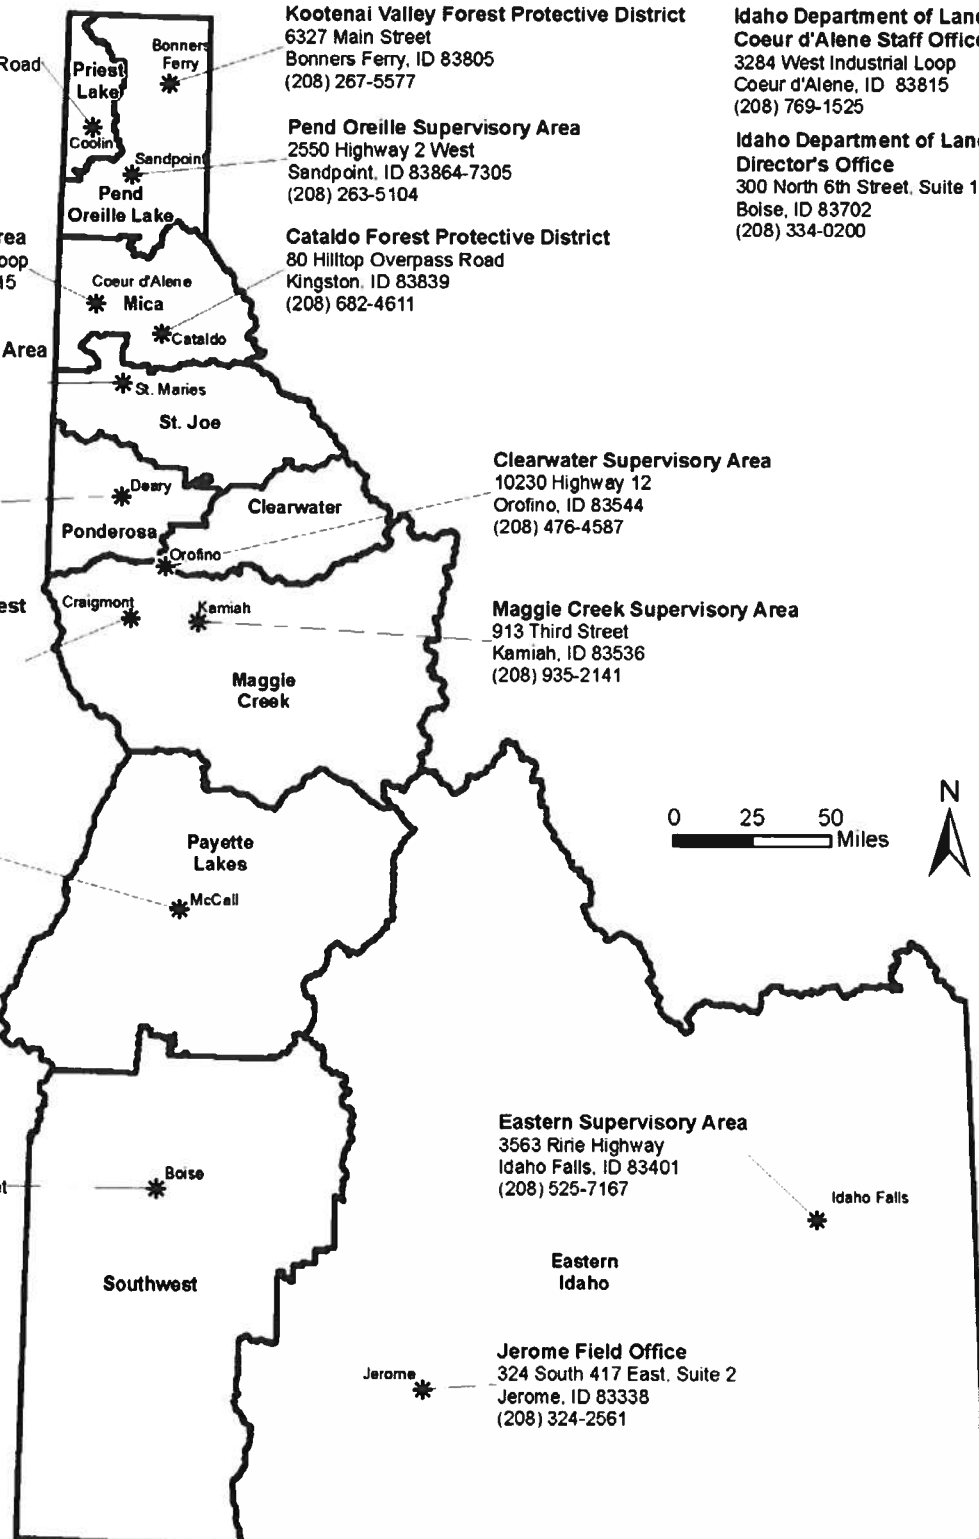 Kootenai Valley Forest Protective District
6327 Main Street
Bonners Ferry, ID 83805
(208) 267-5577
Idaho Department of Lan
Coeur d'Alene Staff Office
3284 West Industrial Loop
Coeur d'Alene, ID 83815
(208) 769-1525
Pend Oreille Supervisory Area
2550 Highway 2 West
Sandpoint, ID 83864-7305
(208) 263-5104
Idaho Department of Lan
Director's Office
300 North 6th Street, Suite 1
Boise, ID 83702
(208) 334-0200
Cataldo Forest Protective District
80 Hilltop Overpass Road
Kingston, ID 83839
(208) 682-4611
Road
Priest
Lake
Bonners
Ferry
Coolin
Sandpoint
Pend
Oreille Lake
rea
oop
15
Coeur d'Alene
Mica
Cataldo
Area
St. Maries
St. Joe
Clearwater Supervisory Area
10230 Highway 12
Orofino, ID 83544
(208) 476-4587
Deary
Clearwater
Ponderosa
Orofino
est
Craigmont
Kamiah
Maggie Creek Supervisory Area
913 Third Street
Kamiah, ID 83536
(208) 935-2141
Maggie
Creek
N
0 25 50
Miles
Payette
Lakes
McCall
Eastern Supervisory Area
3563 Ririe Highway
Idaho Falls, ID 83401
(208) 525-7167
Boise
et
Idaho Falls
Southwest
Eastern
Idaho
Jerome Field Office
324 South 417 East, Suite 2
Jerome, ID 83338
(208) 324-2561
Jerome